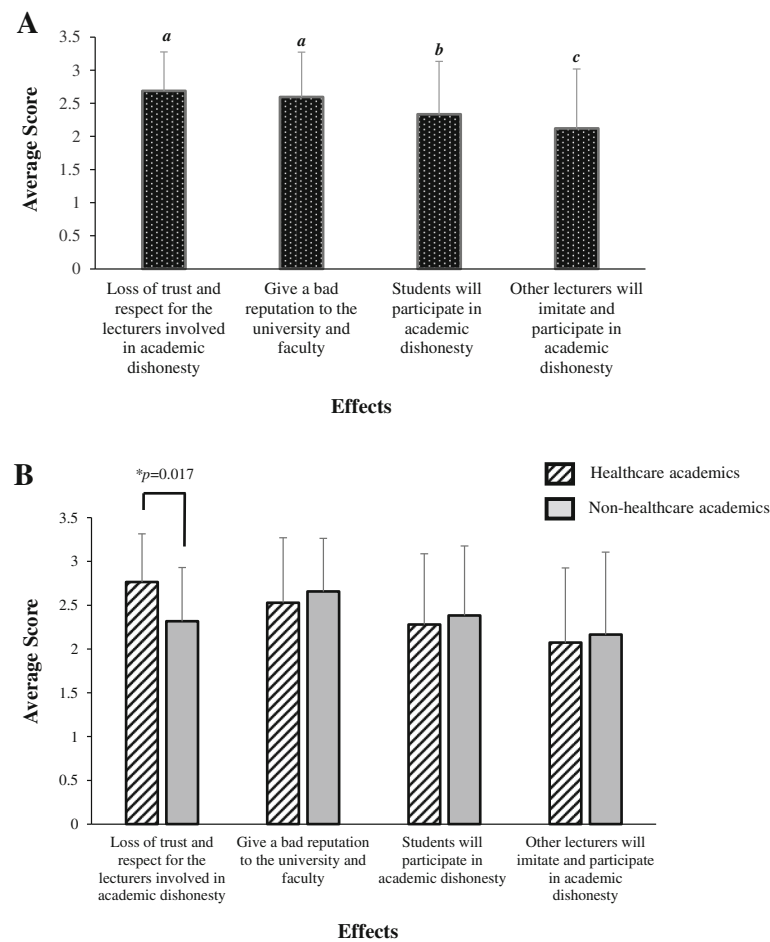 A
3.5
3
2.5
2
1.5
1
0.5
0
Average Score
a
a
b
c
Loss of trust and
respect for the
lecturers involved
in academic
dishonesty
Give a bad
reputation to the
university and
faculty
Students will
participate in
academic
dishonesty
Other lecturers will
imitate and
participate in
academic
dishonesty
Effects
B
*p=0.017
Healthcare academics
Non-healthcare academics
3.5
3
2.5
2
1.5
1
0.5
0
Average Score
Loss of trust and
respect for the
lecturers involved in
academic dishonesty
Give a bad reputation
to the university and
faculty
Students will
participate in
academic dishonesty
Other lecturers will
imitate and participate
in academic
dishonesty
Effects